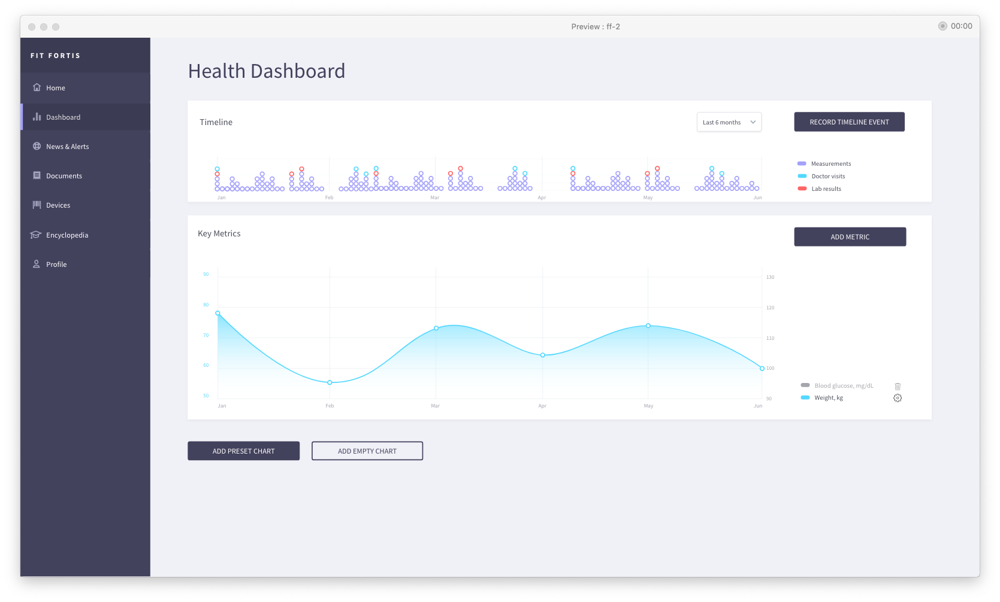 Preview : ff-2
00:00
FIT FORTIS
Home
Dashboard
News & Alerts
Documents
Devices
Encyclopedia
Profile
Health Dashboard
Timeline
Last 6 months
RECORD TIMELINE EVENT
Measurements
Doctor visits
Lab results
Jan Feb Mar Apr May Jun
Key Metrics
ADD METRIC
90
80
70
60
50
130
120
110
100
90
Jan Feb Mar Apr May Jun
Blood glucose, mg/dL
Weight, kg
ADD PRESET CHART
ADD EMPTY CHART